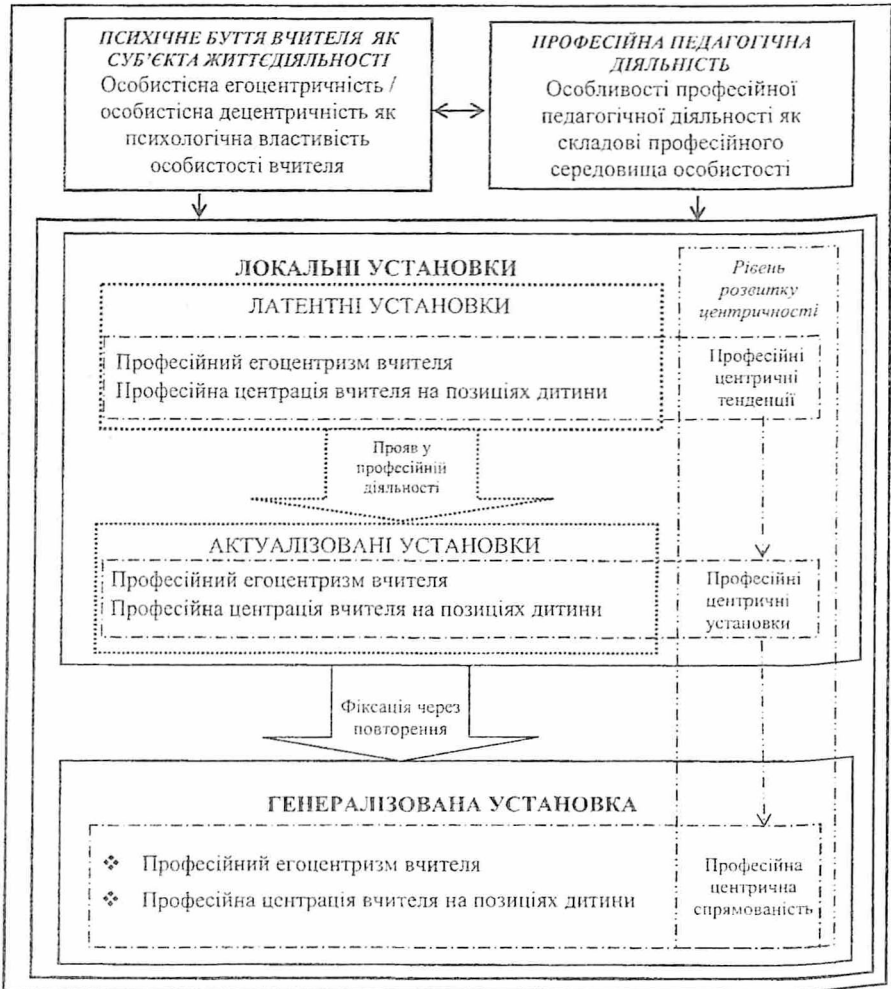 ПСИХІЧНЕ БУТТЯ ВЧИТЕЛЯ ЯК
СУБ'ЄКТА ЖИТТЄДІЯЛЬНОСТІ
Особистісна егоцентричність /
особистісна децентричність як
психологічна властивість
особистості вчителя
ПРОФЕСІЙНА ПЕДАГОГІЧНА
ДІЯЛЬНІСТЬ
Особливості професійної
педагогічної діяльності як
складові професійного
середовища особистості
ЛОКАЛЬНІ УСТАНОВКИ
ЛАТЕНТНІ УСТАНОВКИ
Професійний егоцентризм вчителя
Професійна центрація вчителя на позиціях дитини
Рівень
розвитку
центричності
Професійні
центричні
тенденції
Прояв у
професійній
діяльності
АКТУАЛІЗОВАНІ УСТАНОВКИ
Професійний егоцентризм вчителя
Професійна центрація вчителя на позиціях дитини
Професійні
центричні
установки
Фіксація через
повторення
ГЕНЕРАЛІЗОВАНА УСТАНОВКА
❖ Професійний егоцентризм вчителя
❖ Професійна центрація вчителя на позиціях дитини
Професійна
центрична
спрямованість